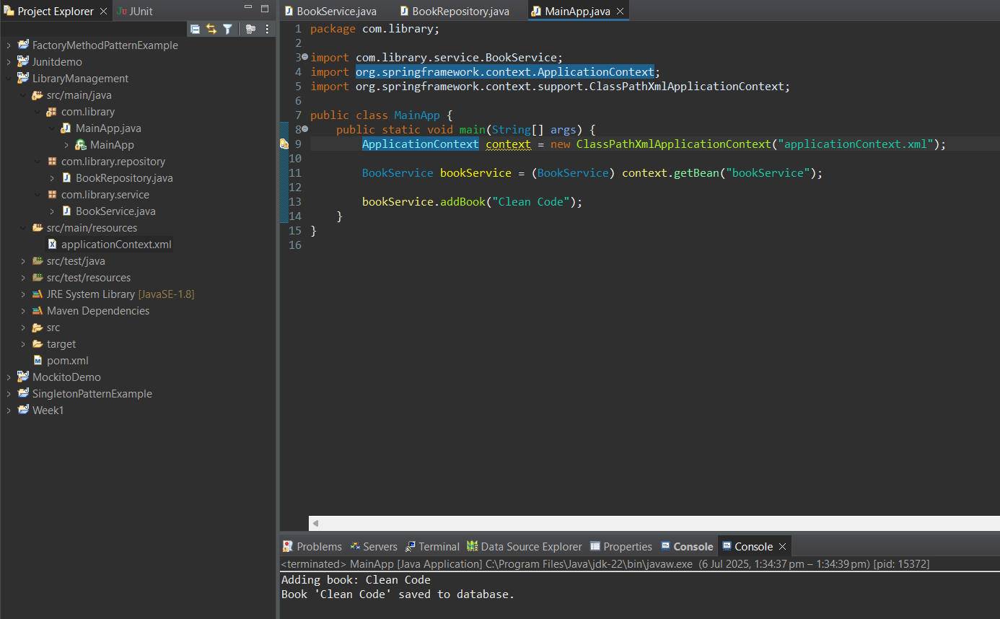 Project Explorer JUnit
FactoryMethodPatternExample
Junitdemo
LibraryManagement
src/main/java
com.library
MainApp.java
MainApp
com.library.repository
BookRepository.java
com.library.service
BookService.java
src/main/resources
applicationContext.xml
src/test/java
src/test/resources
JRE System Library [JavaSE-1.8]
Maven Dependencies
src
target
pom.xml
MockitoDemo
SingletonPatternExample
Week1
BookService.java BookRepository.java MainApp.java
1 package com.library;
2
3 import com.library.service.BookService;
4 import org.springframework.context.ApplicationContext;
5 import org.springframework.context.support.ClassPathXmlApplicationContext;
6
7 public class MainApp {
8 public static void main(String[] args) {
9 ApplicationContext context = new ClassPathXmlApplicationContext("applicationContext.xml");
10
11 BookService bookService = (BookService) context.getBean("bookService");
12
13 bookService.addBook("Clean Code");
14 }
15 }
16
Problems Servers Terminal Data Source Explorer Properties Console Console
<terminated> MainApp [Java Application] C:\Program Files\Java\jdk-22\bin\javaw.exe (6 Jul 2025, 1:34:37 pm – 1:34:39 pm) [pid: 15372]
Adding book: Clean Code
Book 'Clean Code' saved to database.